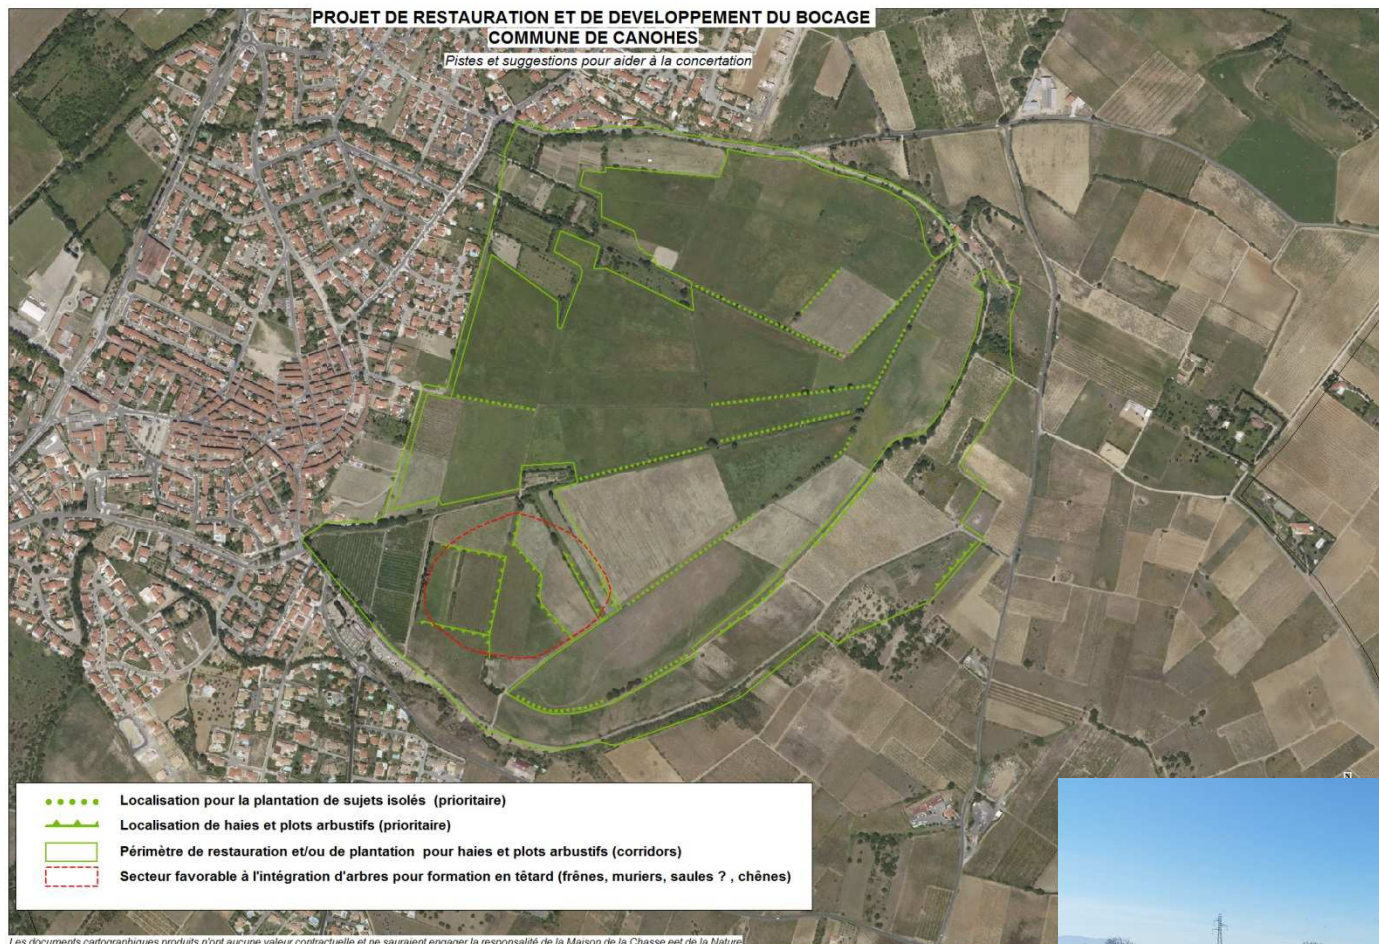 PROJET DE RESTAURATION ET DE DEVELOPPEMENT DU BOCAGE
COMMUNE DE CANOHES
Pistes et suggestions pour aider à la concertation
Localisation pour la plantation de sujets isolés (prioritaire)
Localisation de haies et plots arbustifs (prioritaire)
Périmètre de restauration et/ou de plantation pour haies et plots arbustifs (corridors)
Secteur favorable à l'intégration d'arbres pour formation en têtard (frênes, muriers, saules ? , chênes)
Les documents cartographiques produits n'ont aucune valeur contractuelle et ne sauraient engager la responsabilité de la Maison de la Chasse eet de la Nature